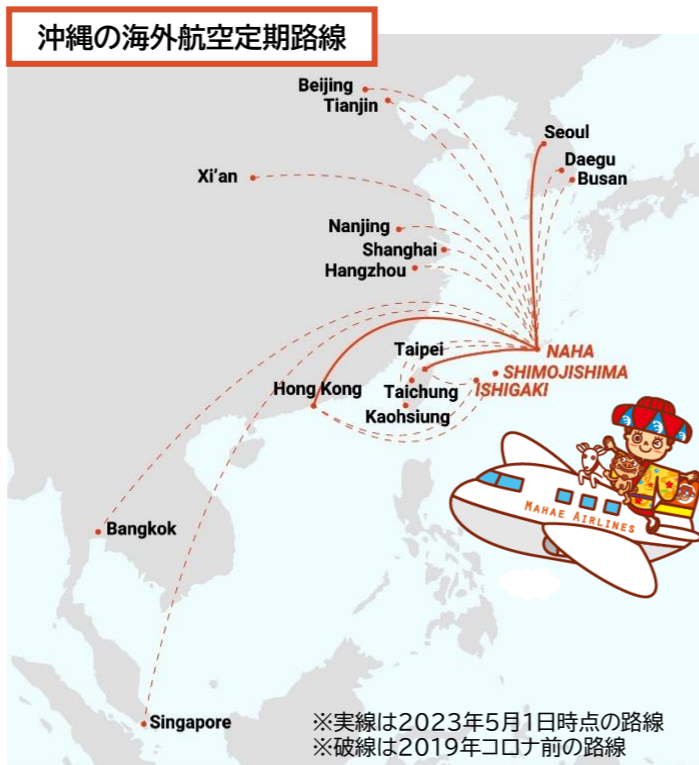 沖縄の海外航空定期路線
Beijing
Tianjin
Seoul
Daegu
Busan
Xi'an
Nanjing
Shanghai
Hangzhou
Taipei
NAHA
SHIMOJISHIMA
ISHIGAKI
Hong Kong
Taichung
Kaohsiung
MAHAE AIRLINES
Bangkok
Singapore
※実線は2023年5月1日時点の路線
※破線は2019年コロナ前の路線